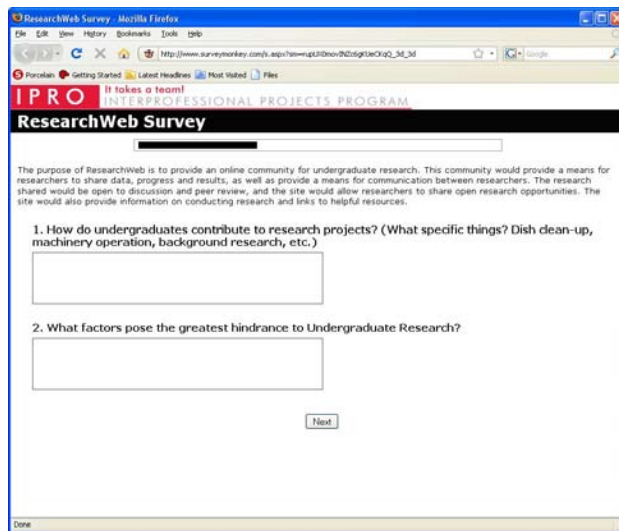 ResearchWeb Survey - Mozilla Firefox
File Edit View History Bookmarks Tools Help
Google
Porcelain Getting Started Latest Headlines Most Visited Files
IPRO It takes a team!
INTERPROFESSIONAL PROJECTS PROGRAM
ResearchWeb Survey
The purpose of ResearchWeb is to provide an online community for undergraduate research. This community would provide a means for
researchers to share data, progress and results, as well as provide a means for communication between researchers. The research
shared would be open to discussion and peer review, and the site would allow researchers to share open research opportunities. The
site would also provide information on conducting research and links to helpful resources.
1. How do undergraduates contribute to research projects? (What specific things? Dish clean-up,
machinery operation, background research, etc.)
2. What factors pose the greatest hindrance to Undergraduate Research?
Next
Done